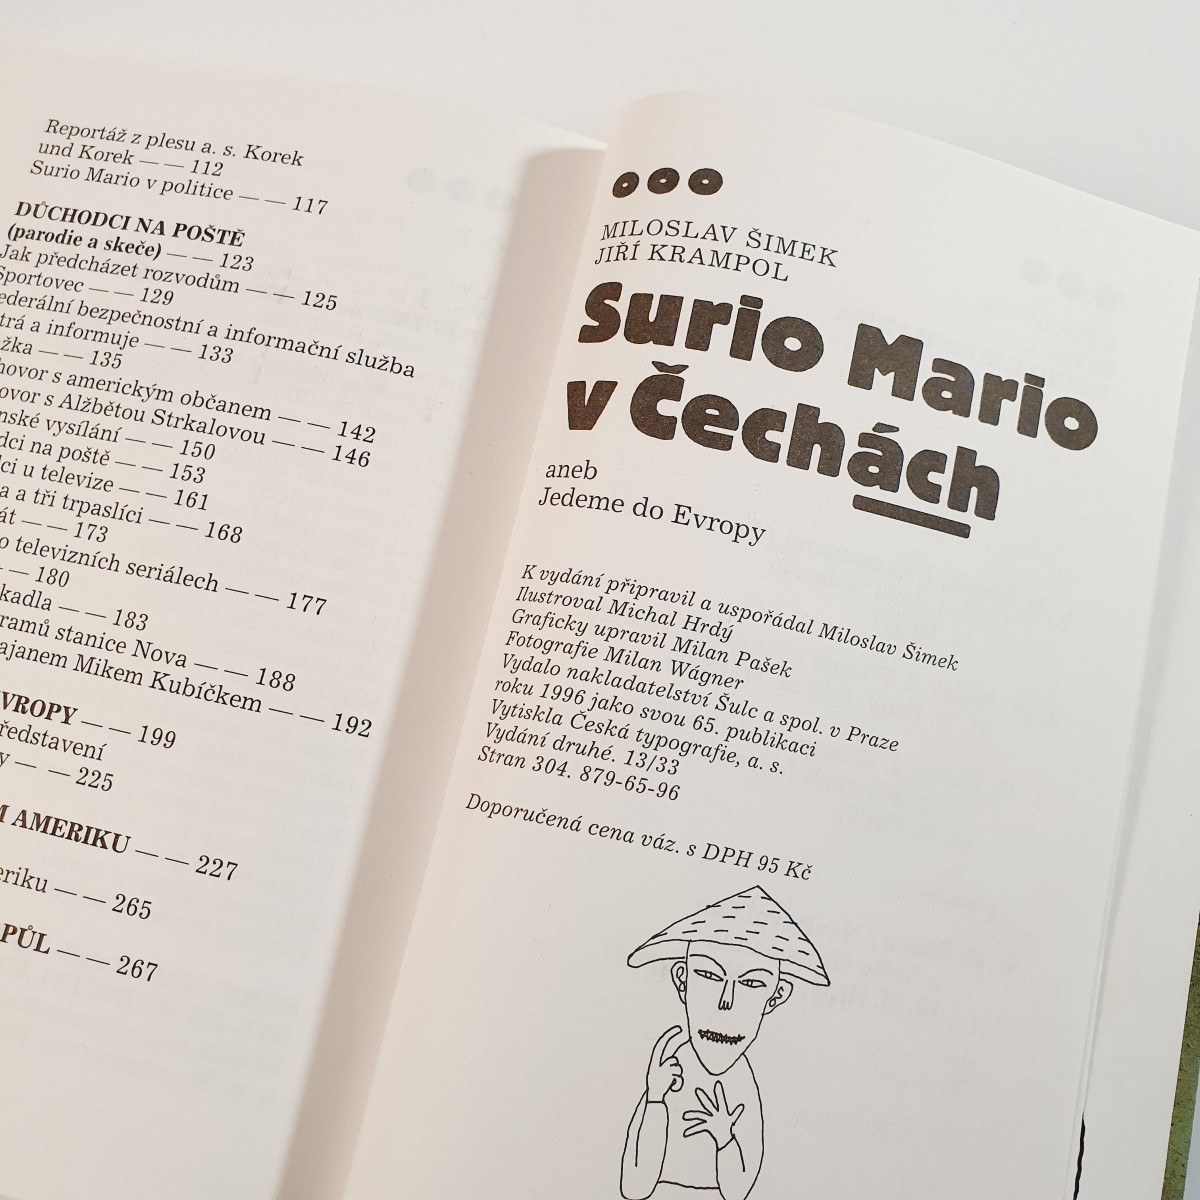 Reportáž z plesu a. s. Korek
und Korek — — 112
Surio Mario v politice — — 117
DŮCHODCI NA POŠTĚ
(parodie a skeče) — — 123
Jak předcházet rozvodům — — 125
Sportovec — — 129
ederální bezpečnostní a informační služba
trá a informuje — — 133
žka — — 135
hovor s americkým občanem — — 142
ovor s Alžbětou Strkalovou — — 146
nské vysílání — — 150
dci na poště — — 153
ci u televize — — 161
a a tři trpaslíci — — 168
át — — 173
o televizních seriálech — — 177
— 180
kadla — — 183
ramů stanice Nova — — 188
ajanem Mikem Kubíčkem — — 192
VROPY — — 199
ředstavení
y — — 225
M AMERIKU — — 227
eriku — — 265
PŮL — — 267
MILOSLAV ŠIMEK
JIŘÍ KRAMPOL
Surio Mario
v Čechách
aneb
Jedeme do Evropy
K vydání připravil a uspořádal Miloslav Šimek
Ilustroval Michal Hrdý
Graficky upravil Milan Pašek
Fotografie Milan Wágner
Vydalo nakladatelství Šulc a spol. v Praze
roku 1996 jako svou 65. publikaci
Vytiskla Česká typografie, a. s.
Vydání druhé. 13/33
Stran 304. 879-65-96
Doporučená cena váz. s DPH 95 Kč